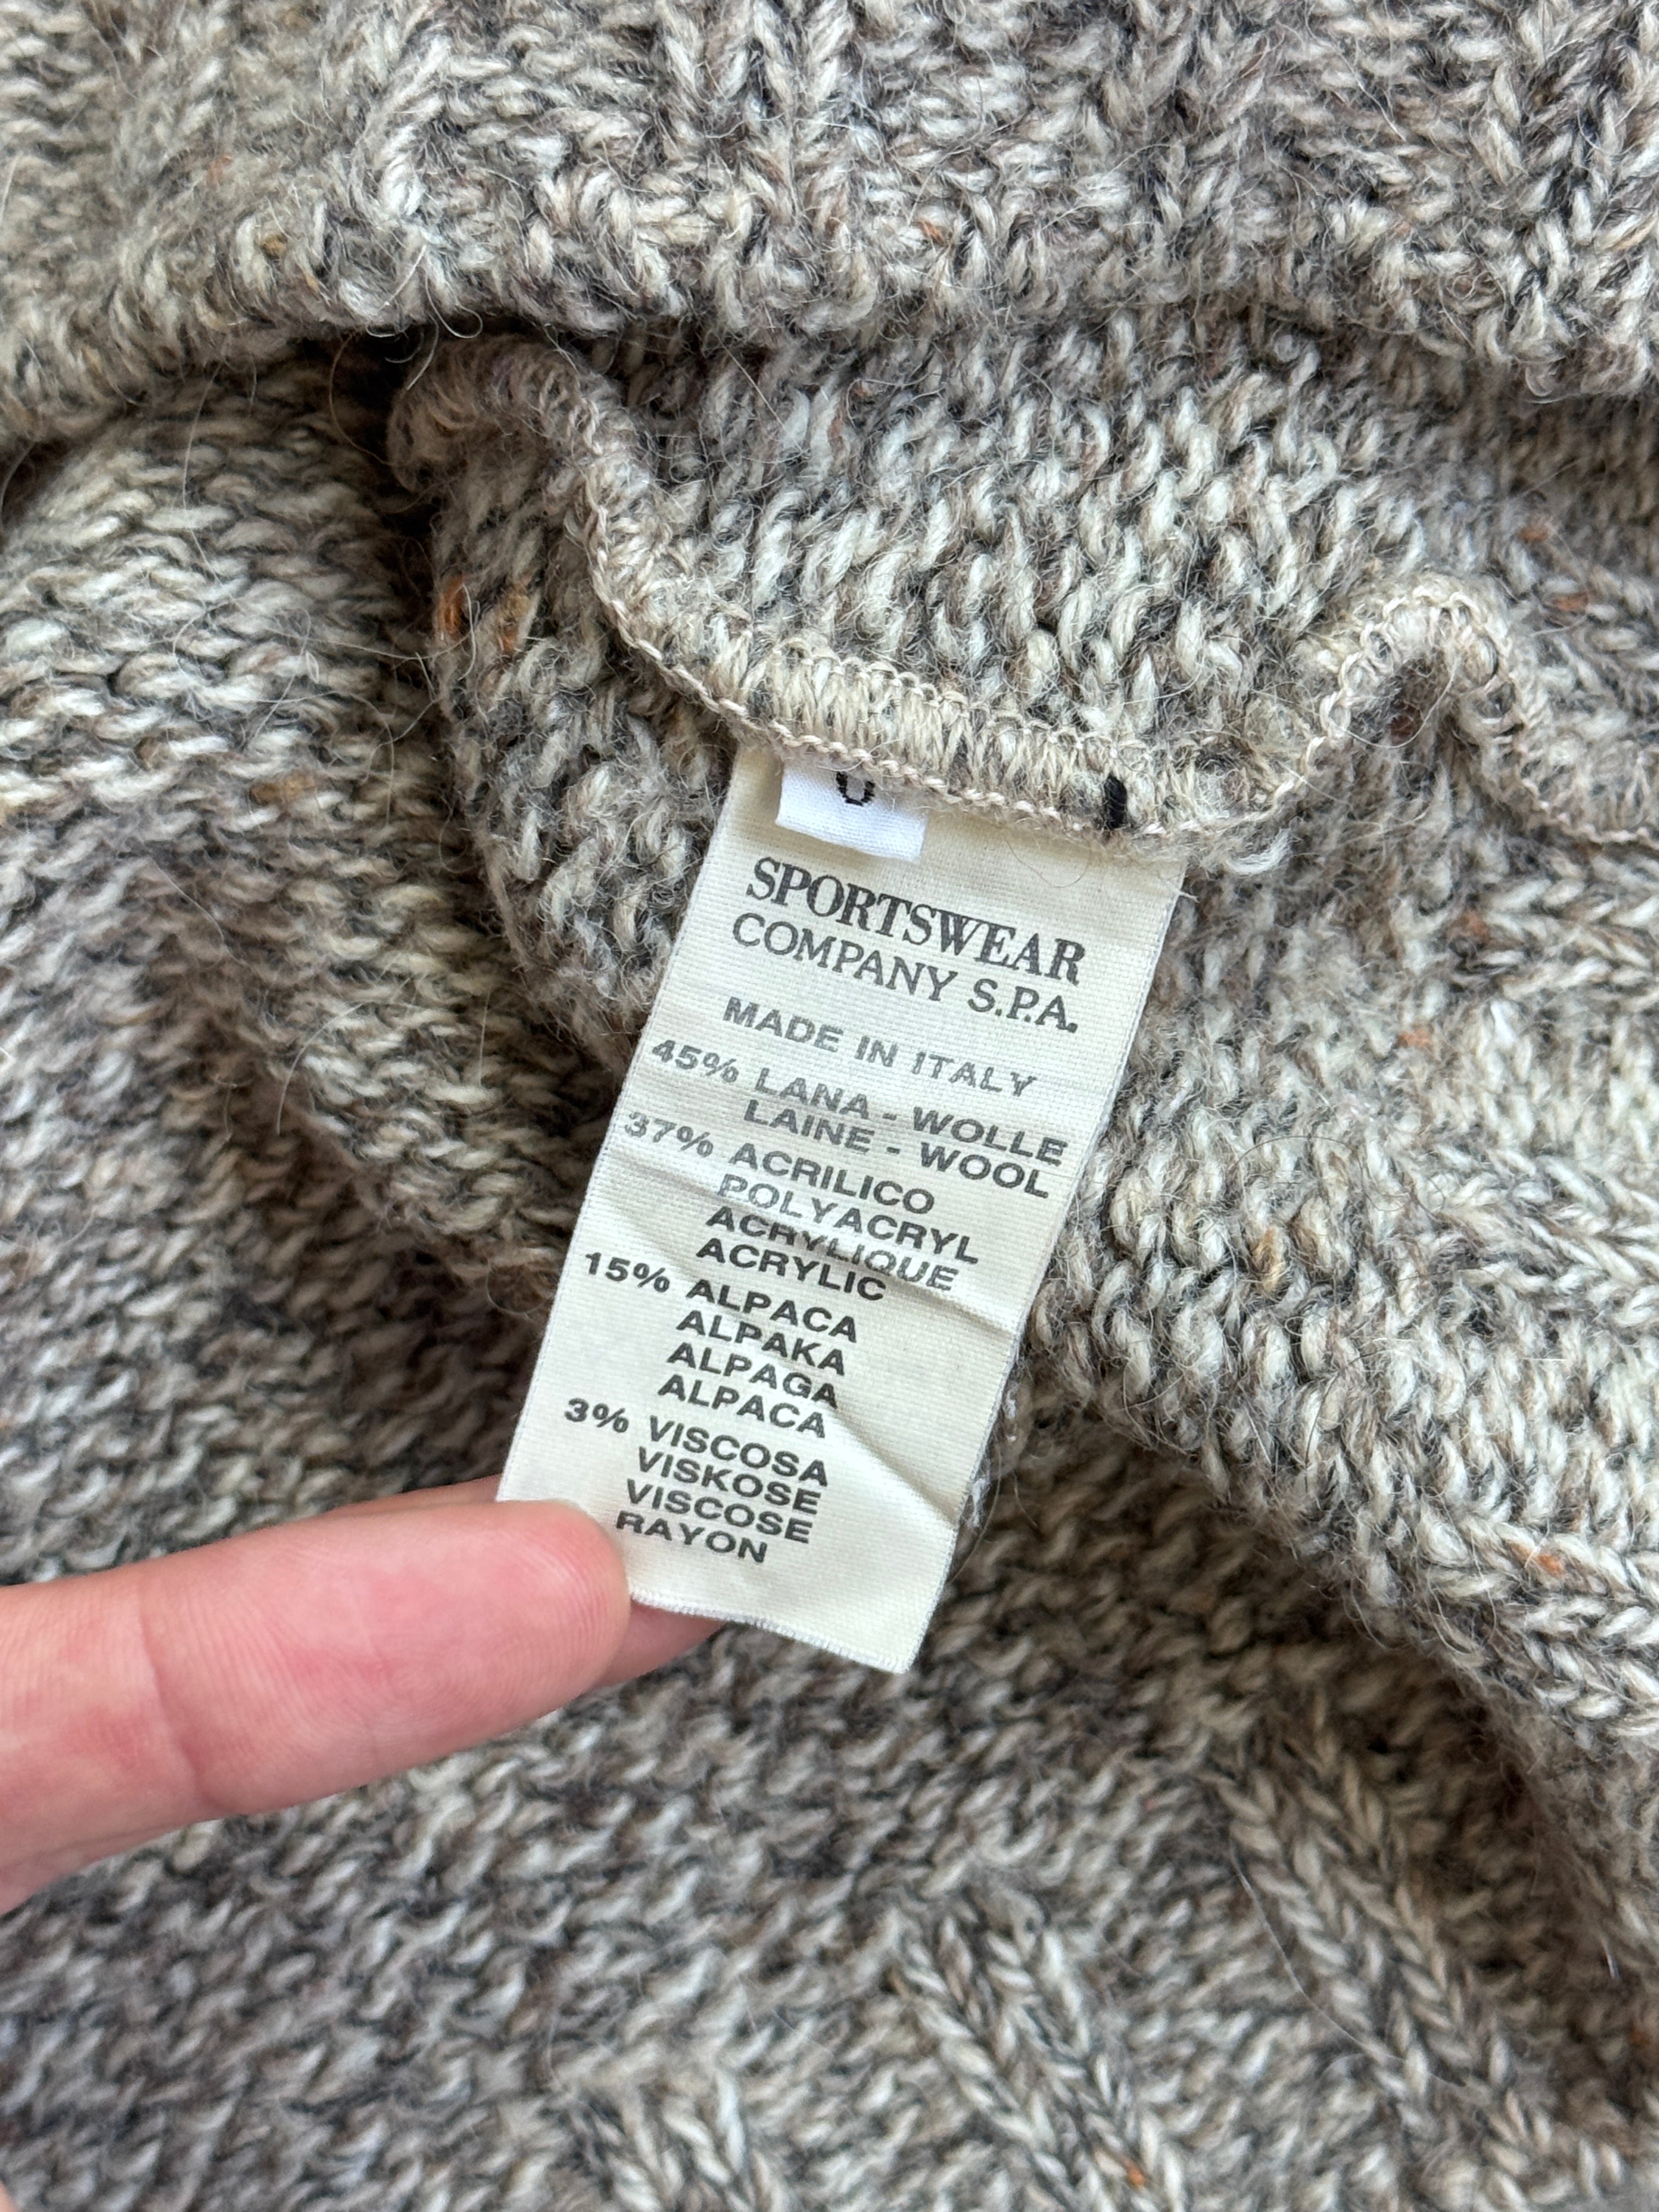 SPORTSWEAR
COMPANY S.P.A.
MADE IN ITALY
45% LANA - WOLLE
LAINE - WOOL
37% ACRILICO
POLYACRYL
ACRYLIQUE
ACRYLIC
15% ALPACA
ALPAKA
ALPAGA
ALPACA
3% VISCOSA
VISKOSE
VISCOSE
RAYON